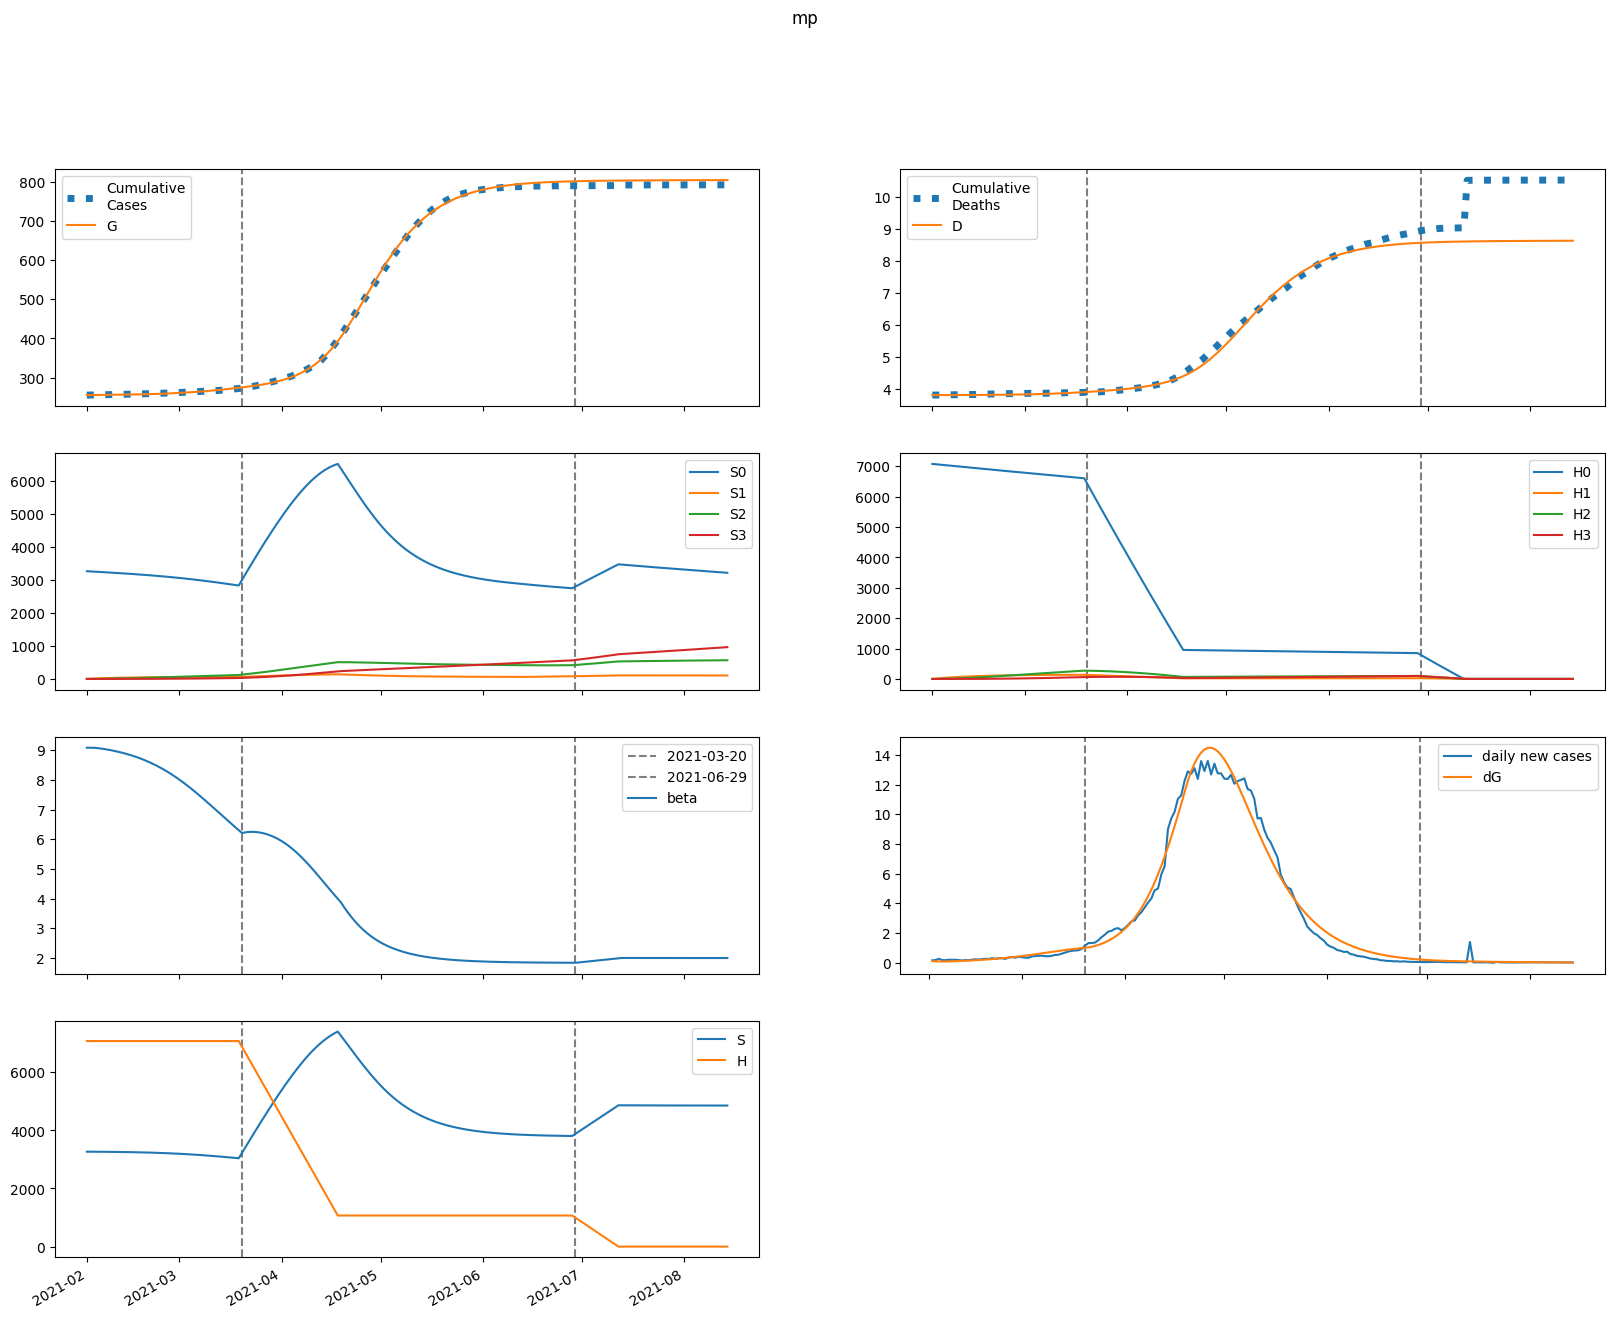 mp
800
700
600
500
400
300
Cumulative
Cases
G
10
9
8
7
6
5
4
Cumulative
Deaths
D
6000
5000
4000
3000
2000
1000
0
S0
S1
S2
S3
7000
6000
5000
4000
3000
2000
1000
0
H0
H1
H2
H3
9
8
7
6
5
4
3
2
2021-03-20
2021-06-29
beta
14
12
10
8
6
4
2
0
daily new cases
dG
6000
4000
2000
0
S
H
2021-02
2021-03
2021-04
2021-05
2021-06
2021-07
2021-08